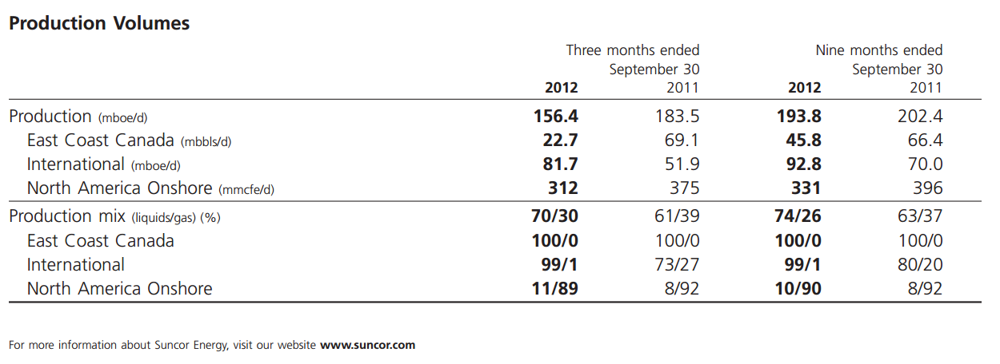 Production Volumes
Three months ended Nine months ended
September 30 September 30
2012 2011 2012 2011
Production (mboe/d) 156.4 183.5 193.8 202.4
East Coast Canada (mbbls/d) 22.7 69.1 45.8 66.4
International (mboe/d) 81.7 51.9 92.8 70.0
North America Onshore (mmcfe/d) 312 375 331 396
Production mix (liquids/gas) (%) 70/30 61/39 74/26 63/37
East Coast Canada 100/0 100/0 100/0 100/0
International 99/1 73/27 99/1 80/20
North America Onshore 11/89 8/92 10/90 8/92
For more information about Suncor Energy, visit our website www.suncor.com